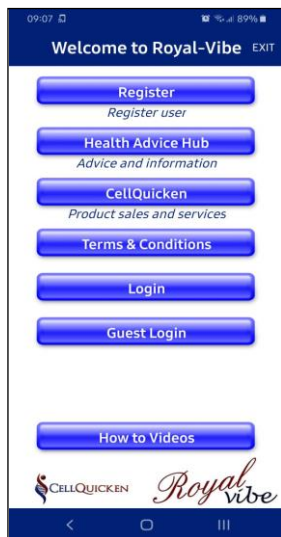 09:07 89%
Welcome to Royal-Vibe EXIT
Register
Register user
Health Advice Hub
Advice and information
CellQuicken
Product sales and services
Terms & Conditions
Login
Guest Login
How to Videos
CELLQUICKEN Royal vibe